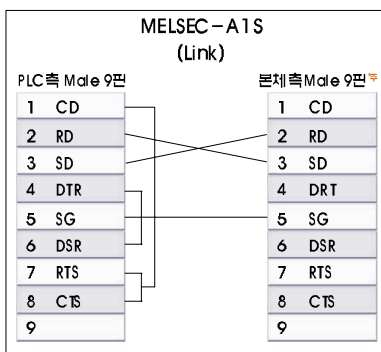 MELSEC-A1S
(Link)
PLC측 Male 9핀
본체측Male 9핀주
1 CD
2 RD
3 SD
4 DTR
5 SG
6 DSR
7 RTS
8 CTS
9
1 CD
2 RD
3 SD
4 DRT
5 SG
6 DSR
7 RTS
8 CTS
9